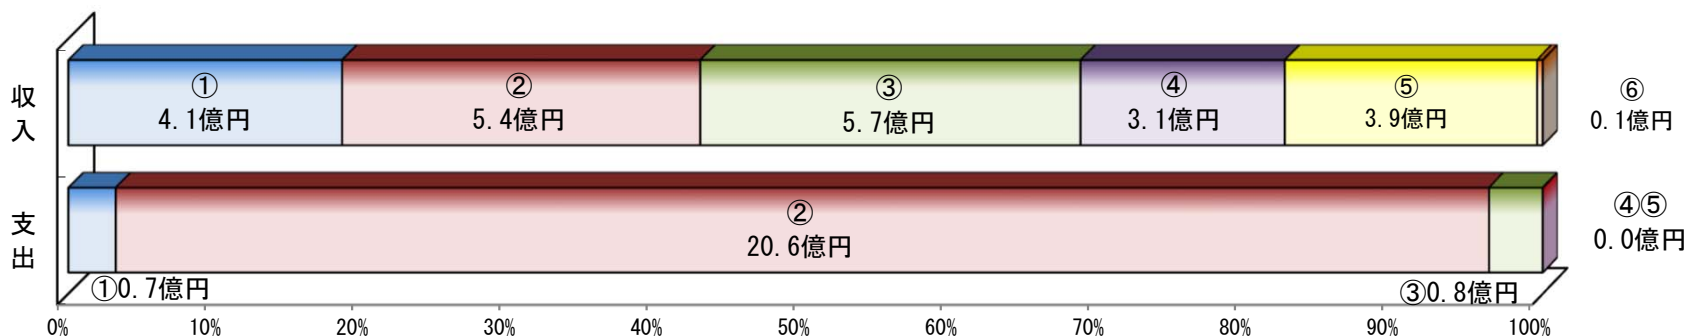 収入
①
4.1億円
②
5.4億円
③
5.7億円
④
3.1億円
⑤
3.9億円
⑥
0.1億円
支出
①0.7億円
②
20.6億円
③0.8億円
④⑤
0.0億円
0% 10% 20% 30% 40% 50% 60% 70% 80% 90% 100%